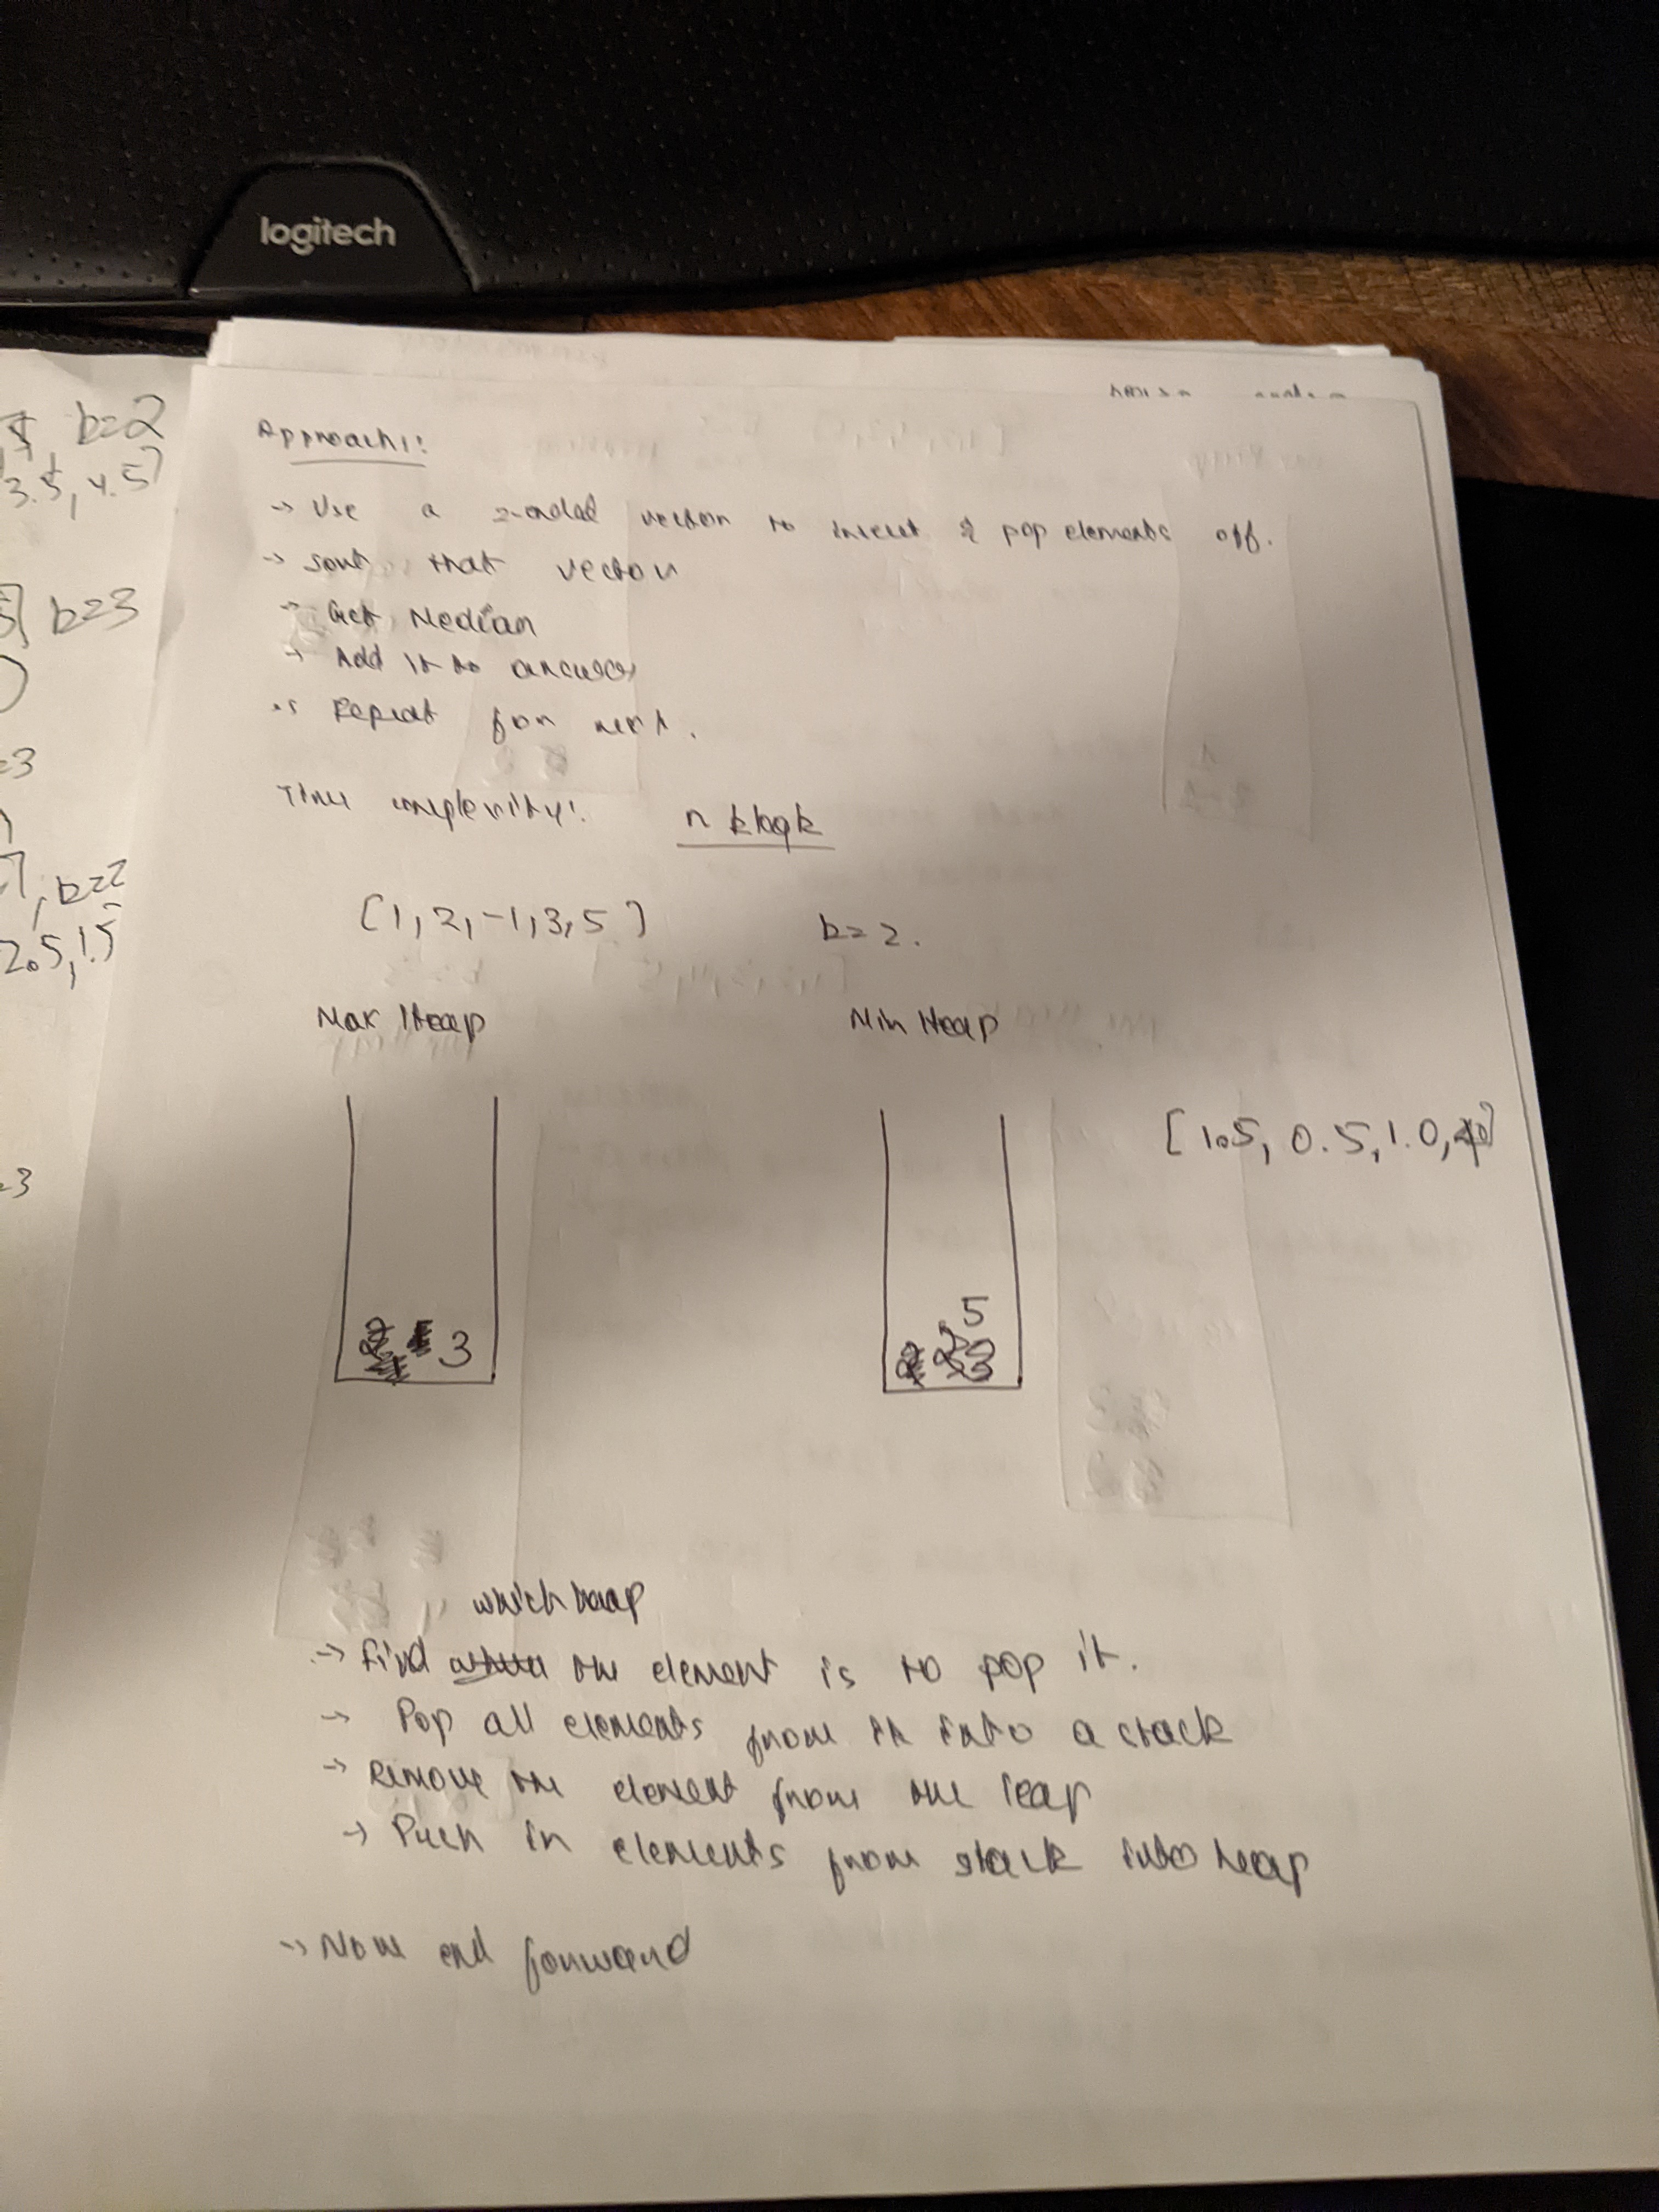 logitech
b=2
3.5, 4.5]
b=3
=3
, b=2
2.5, 1.5
=3
Approach 1:
→ Use a 2-ended vector to insert & pop elements off.
→ Sort that vector
→ Get Median
→ Add it to answer
→ Repeat for next.
Time complexity: n klogk
[1, 2, -1, 3, 5] k=2.
Max Heap Min Heap
[1.5, 0.5, 1.0,
5
3
which heap
→ Find the element is to pop it.
→ Pop all elements from it into a stack
→ Remove the element from the heap
→ Push in elements from stack into heap
→ Move end forward